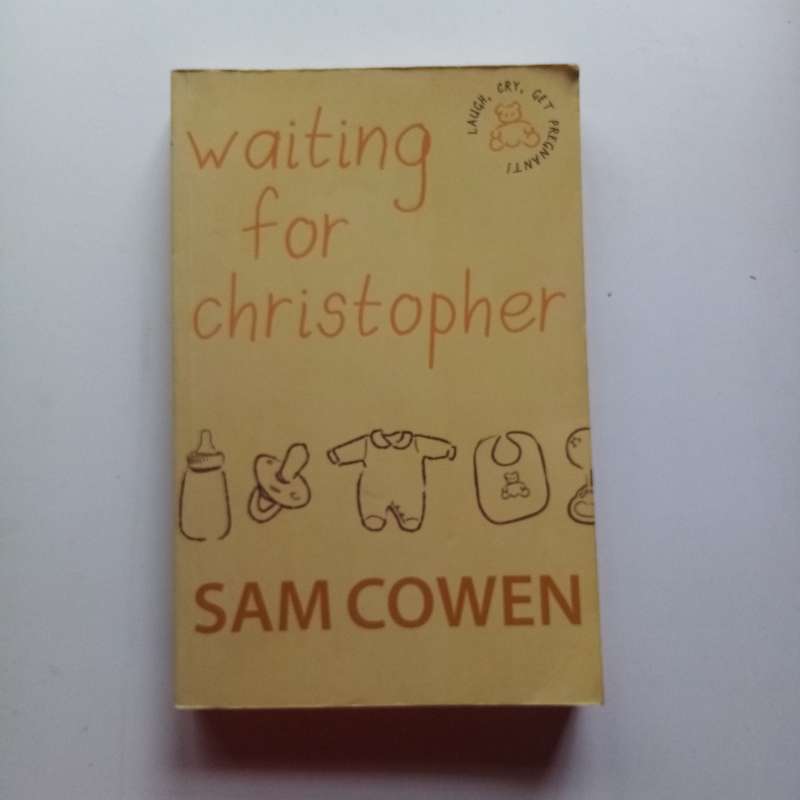 LAUGH, CRY, GET PREGNANT!
waiting
for
christopher
SAM COWEN